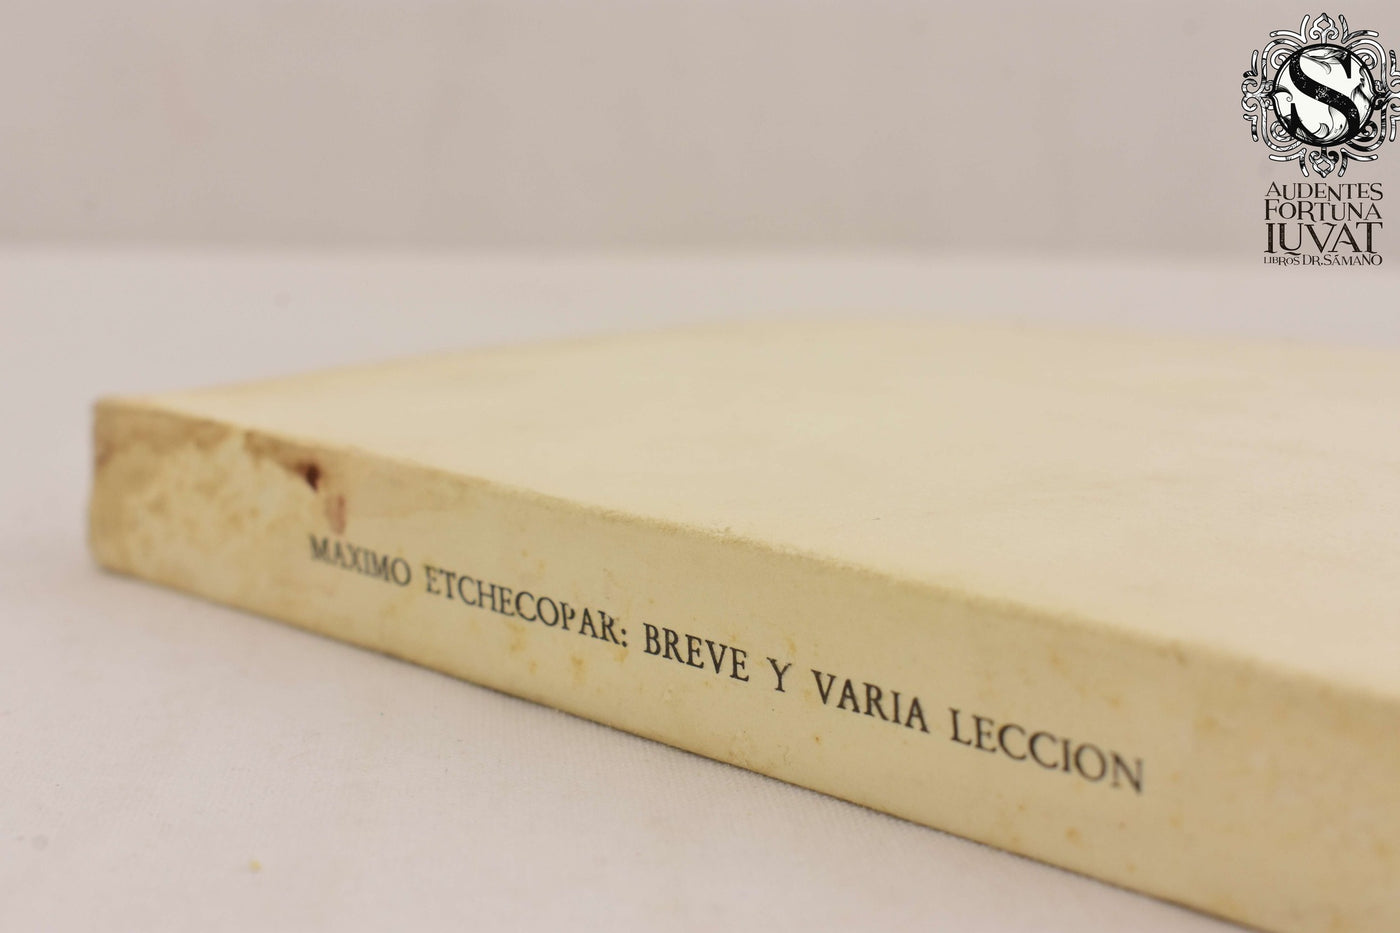 S
AUDENTES
FORTUNA
IUVAT
LIBROS DR. SÁMANO
MAXIMO ETCHECOPAR: BREVE Y VARIA LECCION